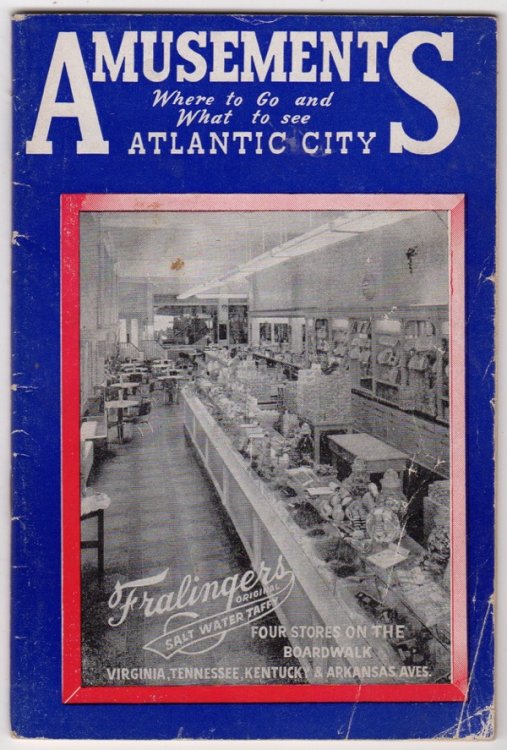 AMUSEMENTS
Where to Go and
What to see
ATLANTIC CITY
Fralinger's
ORIGINAL
SALT WATER TAFFY
FOUR STORES ON THE
BOARDWALK
VIRGINIA, TENNESSEE, KENTUCKY & ARKANSAS AVES.